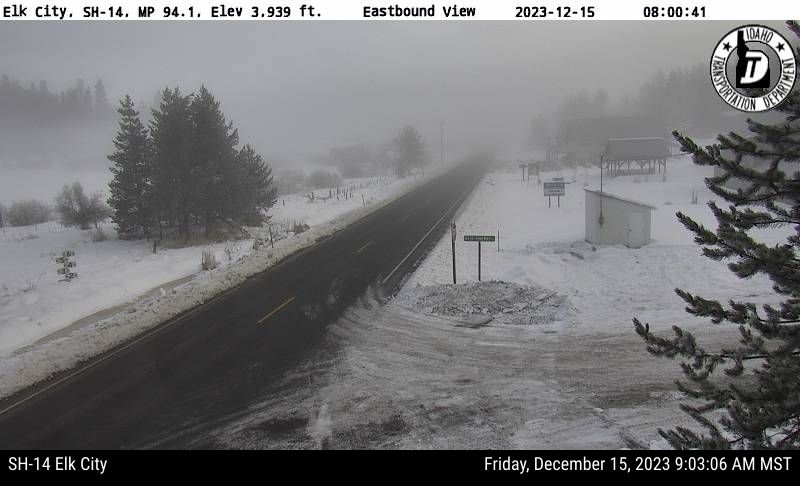 Elk City, SH-14, MP 94.1, Elev 3,939 ft. Eastbound View 2023-12-15 08:00:41
IDAHO TRANSPORTATION DEPARTMENT
SH-14 Elk City Friday, December 15, 2023 9:03:06 AM MST